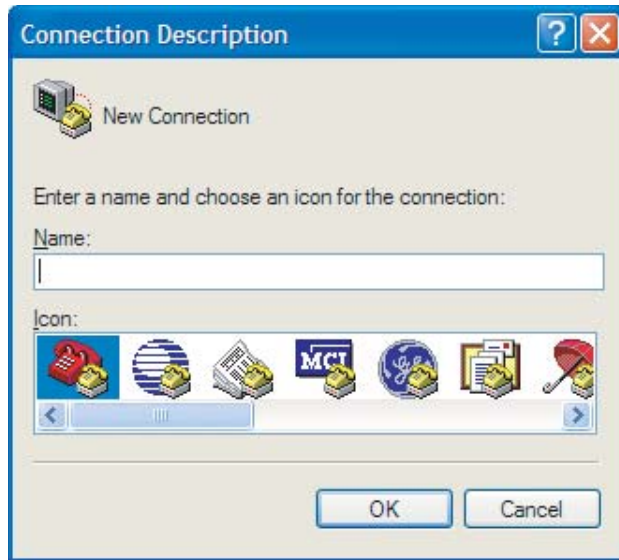 Connection Description
New Connection
Enter a name and choose an icon for the connection:
Name:
Icon:
MCI
OK Cancel